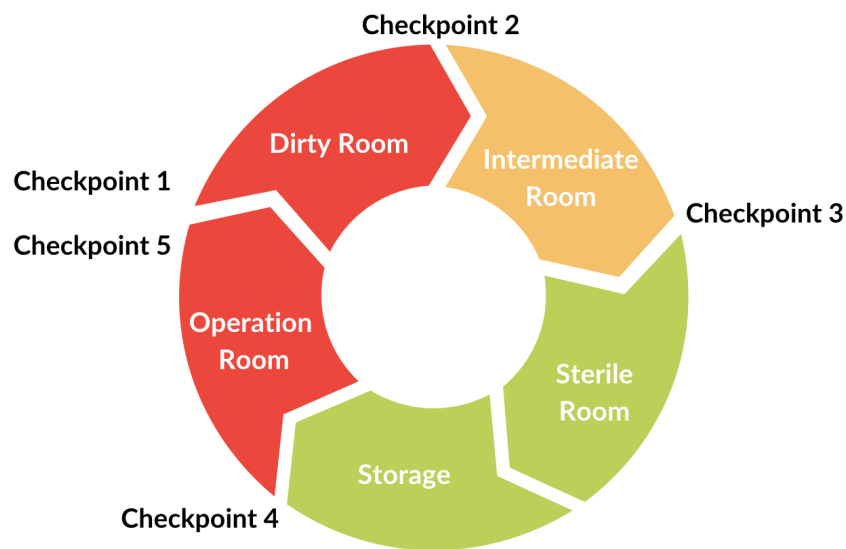 Checkpoint 2
Dirty Room
Intermediate
Room
Checkpoint 1
Checkpoint 3
Checkpoint 5
Operation
Room
Sterile
Room
Storage
Checkpoint 4